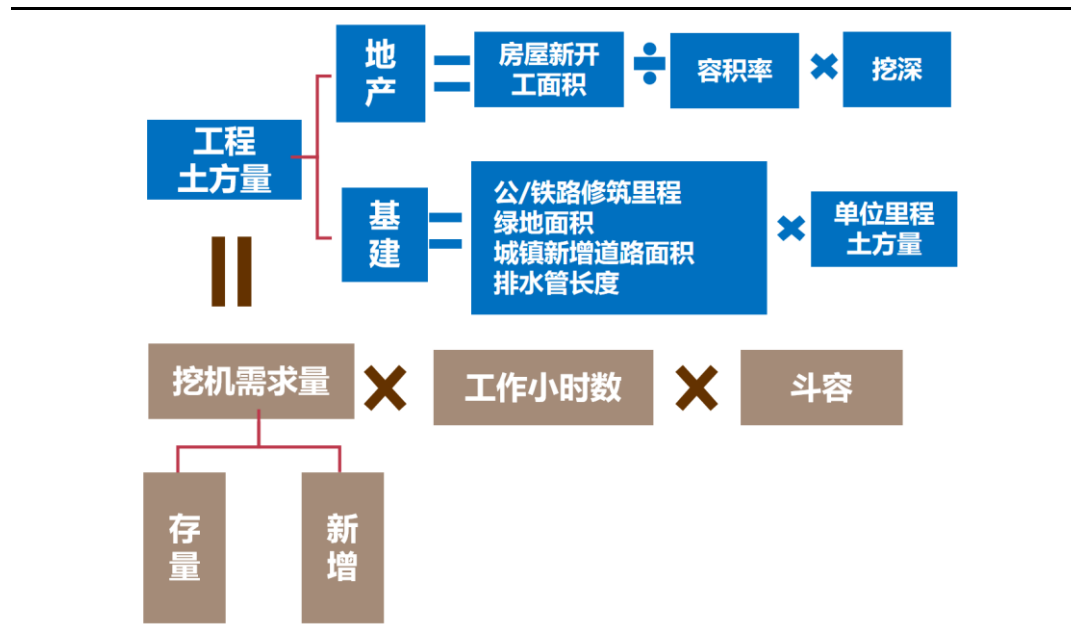 地
产
=
房屋新开
工面积
÷
容积率
×
挖深
工程
土方量
基
建
=
公/铁路修筑里程
绿地面积
城镇新增道路面积
排水管长度
×
单位里程
土方量
=
挖机需求量
×
工作小时数
×
斗容
存
量
新
增